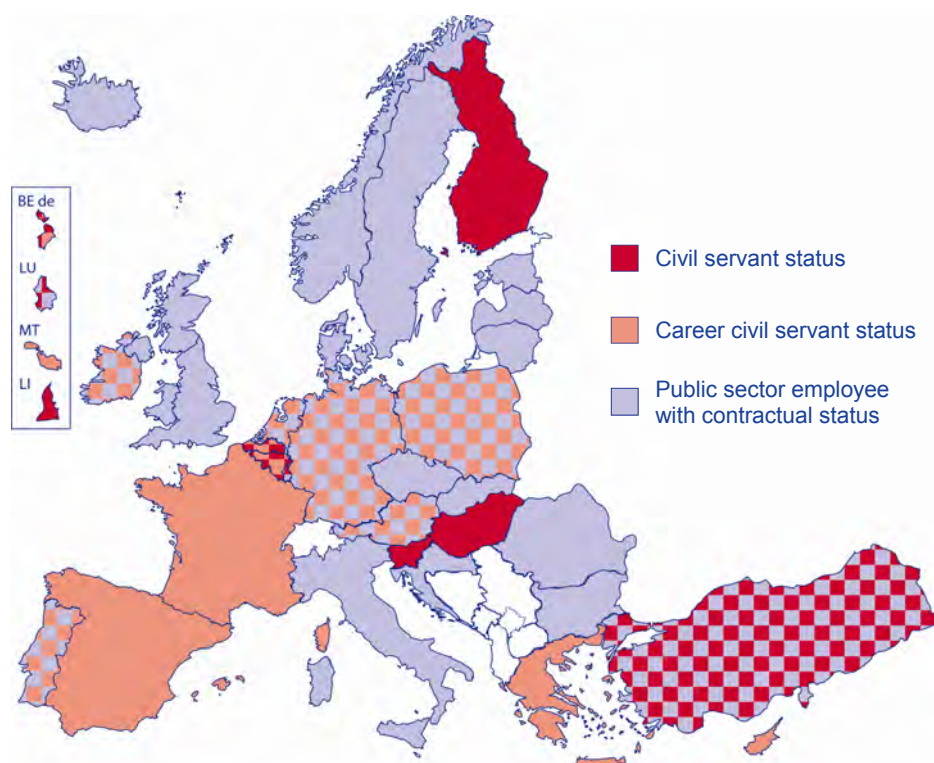 BE de
LU
MT
LI
Civil servant status
Career civil servant status
Public sector employee
with contractual status